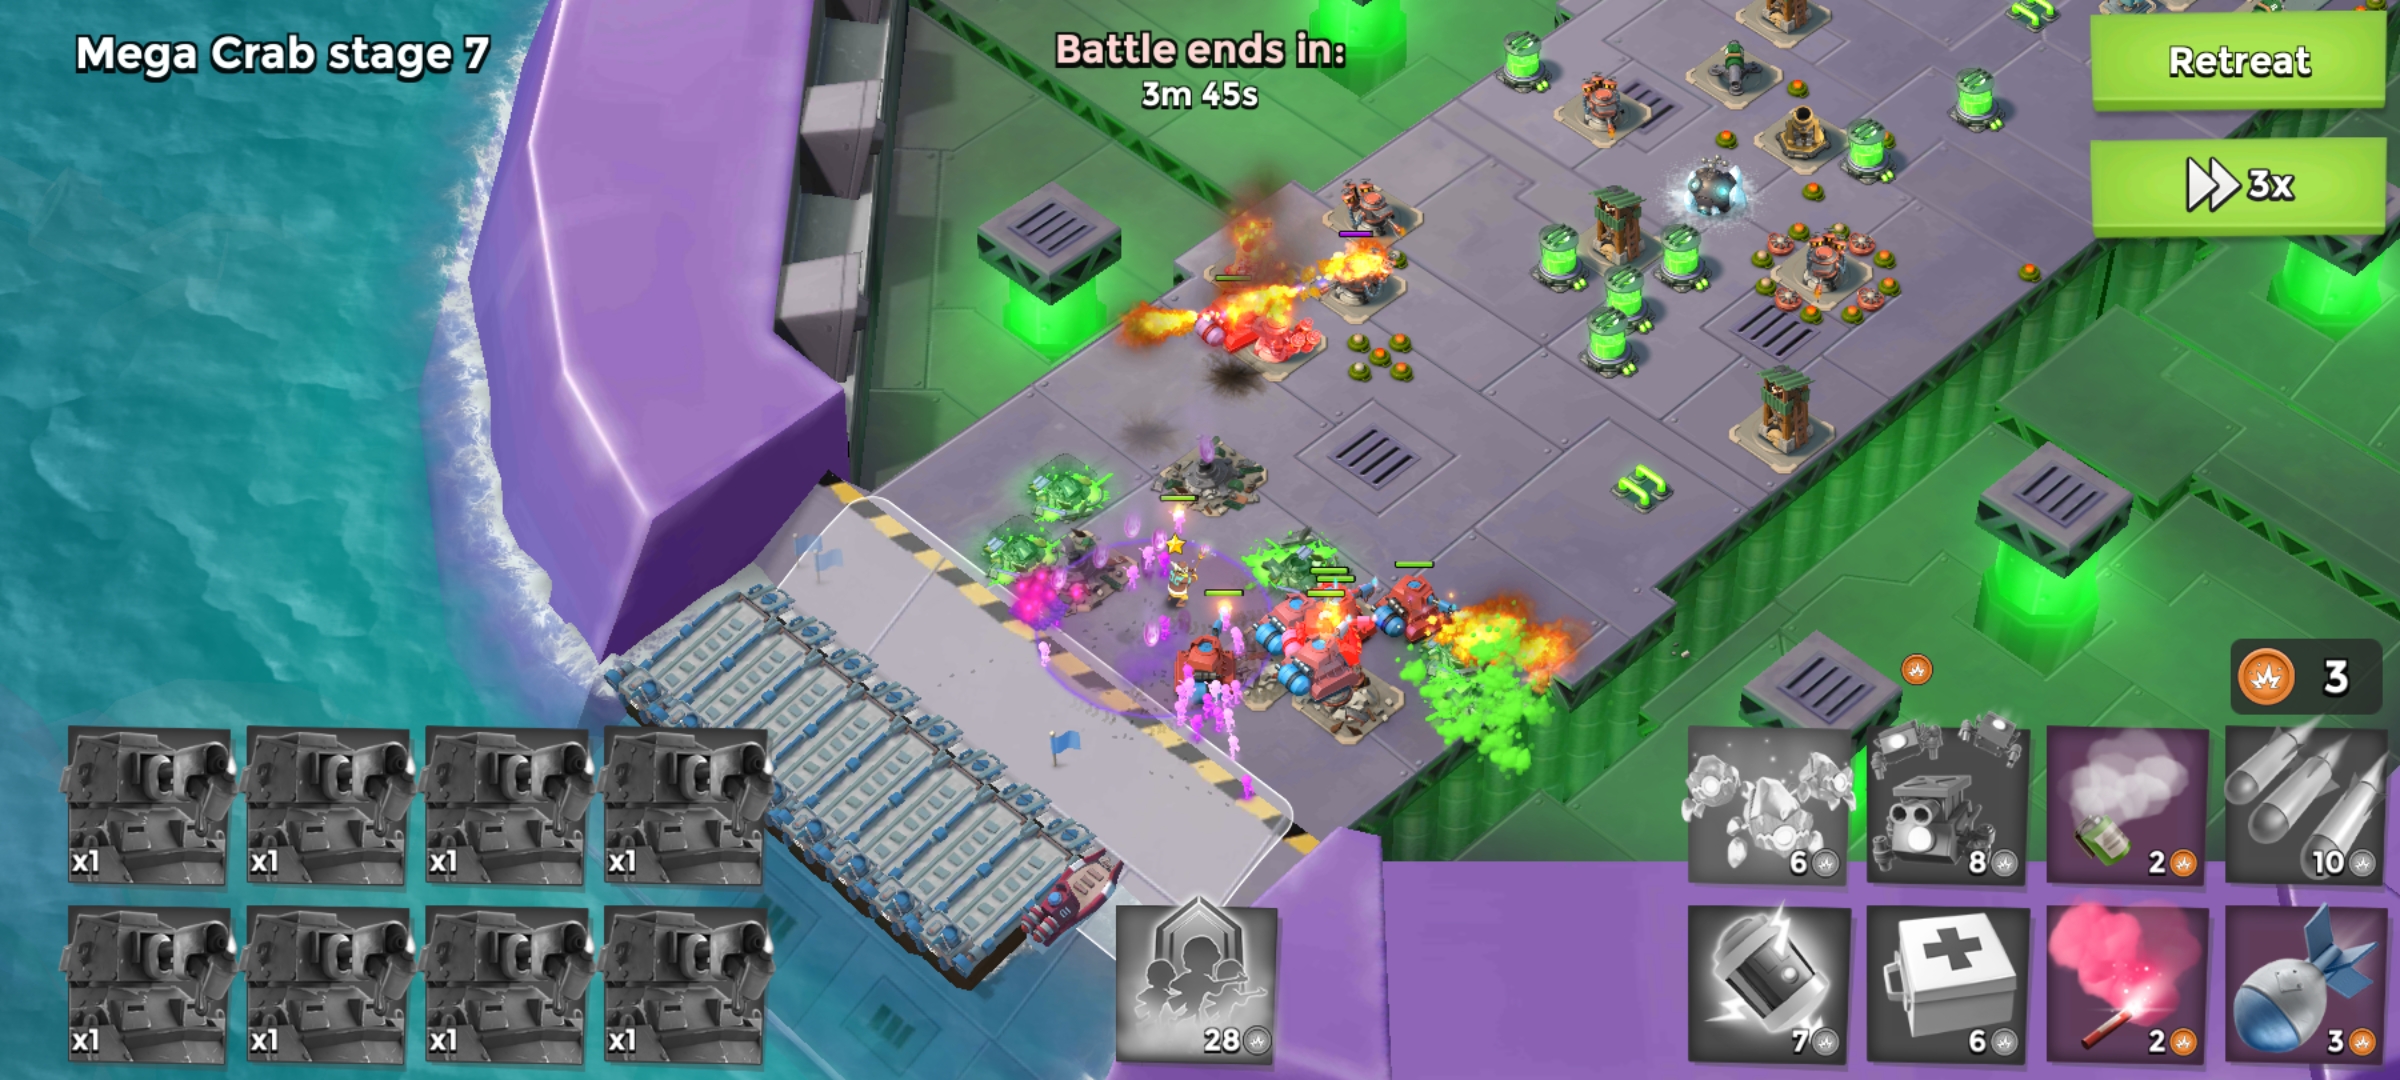 Mega Crab stage 7
Battle ends in:
3m 45s
Retreat
3x
3
x1
x1
x1
x1
6
8
2
10
x1
x1
x1
x1
28
7
6
2
3